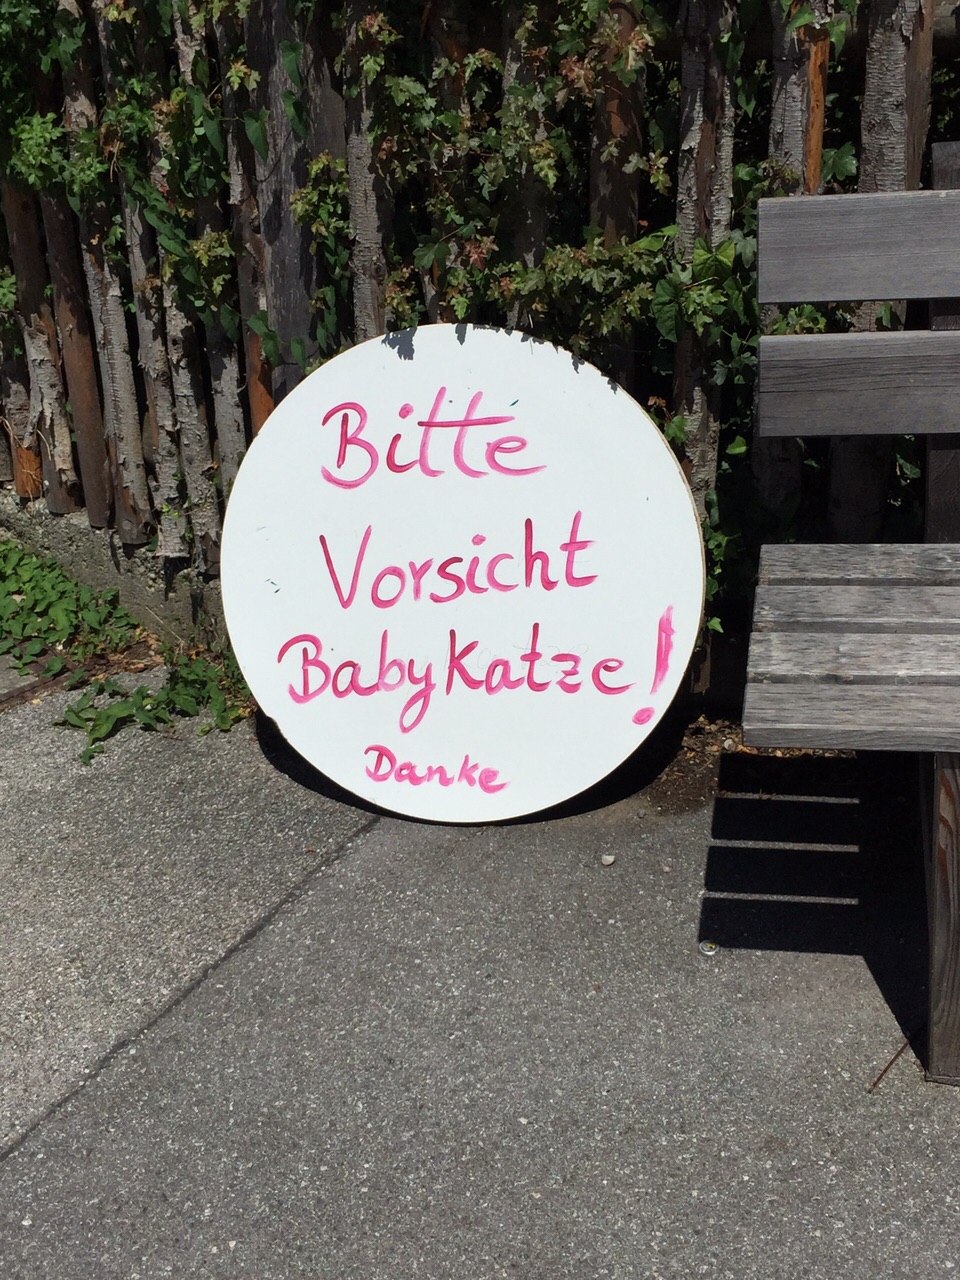 Bitte
Vorsicht
Babykatze!
Danke